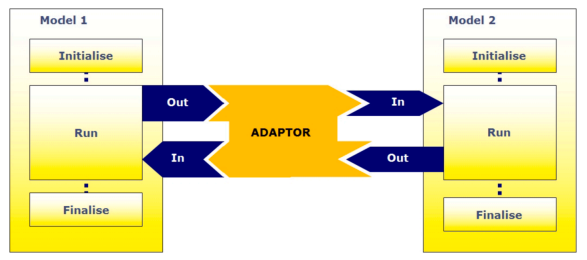 Model 1
Model 2
Initialise
Initialise
Out
In
Run
ADAPTOR
Run
In
Out
Finalise
Finalise